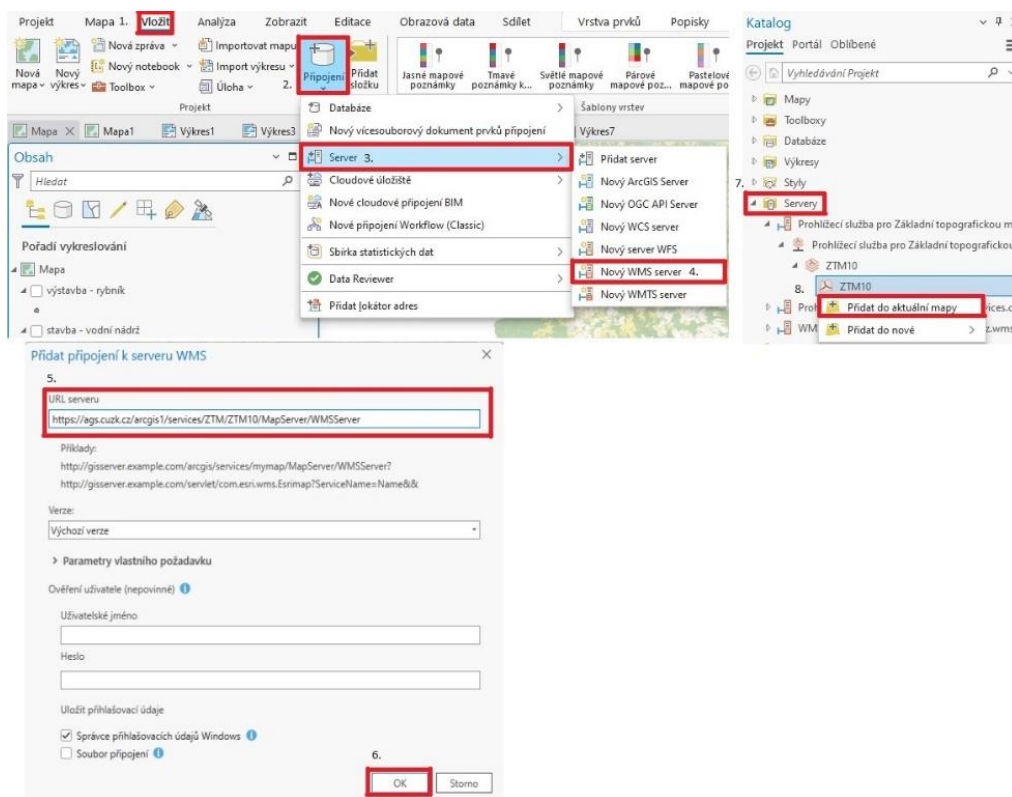 Projekt Mapa 1. Vložit Analýza Zobrazit Editace Obrazová data Sdílet Vrstva prvků Popisky
Nová mapa
Nový výkres
Nová zpráva
Nový notebook
Toolbox
Importovat mapu
Import výkresu
Úloha 2.
Připojení
Přidat složku
Jasné mapové poznámky
Tmavé poznámky k...
Světlé mapové poznámky
Párové mapové poz...
Pastelov mapové po
Projekt
Šablony vrstev
Mapa Mapa1 Výkres1 Výkres3 Výkres7
Obsah
Hledat
Pořadí vykreslování
Mapa
výstavba - rybník
stavba - vodní nádrž
Databáze
Nový vícesouborový dokument prvků připojení
Server 3.
Cloudové úložiště
Nové cloudové připojení BIM
Nové připojení Workflow (Classic)
Sbírka statistických dat
Data Reviewer
Přidat lokátor adres
Přidat server
Nový ArcGIS Server
Nový OGC API Server
Nový WCS server
Nový server WFS
Nový WMS server 4.
Nový WMTS server
Katalog
Projekt Portál Oblíbené
Vyhledávání Projekt
Mapy
Toolboxy
Databáze
Výkresy
7. Styly
Servery
Prohlížecí služba pro Základní topografickou m
Prohlížecí služba pro Základní topografickou
ZTM10
8. ZTM10
Přidat do aktuální mapy
Proh ices.c
Přidat do nové
WM z.wms
Přidat připojení k serveru WMS
5.
URL serveru
https://ags.cuzk.cz/arcgis1/services/ZTM/ZTM10/MapServer/WMSServer
Příklady:
http://gisserver.example.com/arcgis/services/mymap/MapServer/WMSServer?
http://gisserver.example.com/servlet/com.esri.wms.Esrimap?ServiceName=Name&&
Verze:
Výchozí verze
Parametry vlastního požadavku
Ověření uživatele (nepovinné)
Uživatelské jméno
Heslo
Uložit přihlašovací údaje
Správce přihlašovacích údajů Windows
Soubor připojení
6.
OK Storno